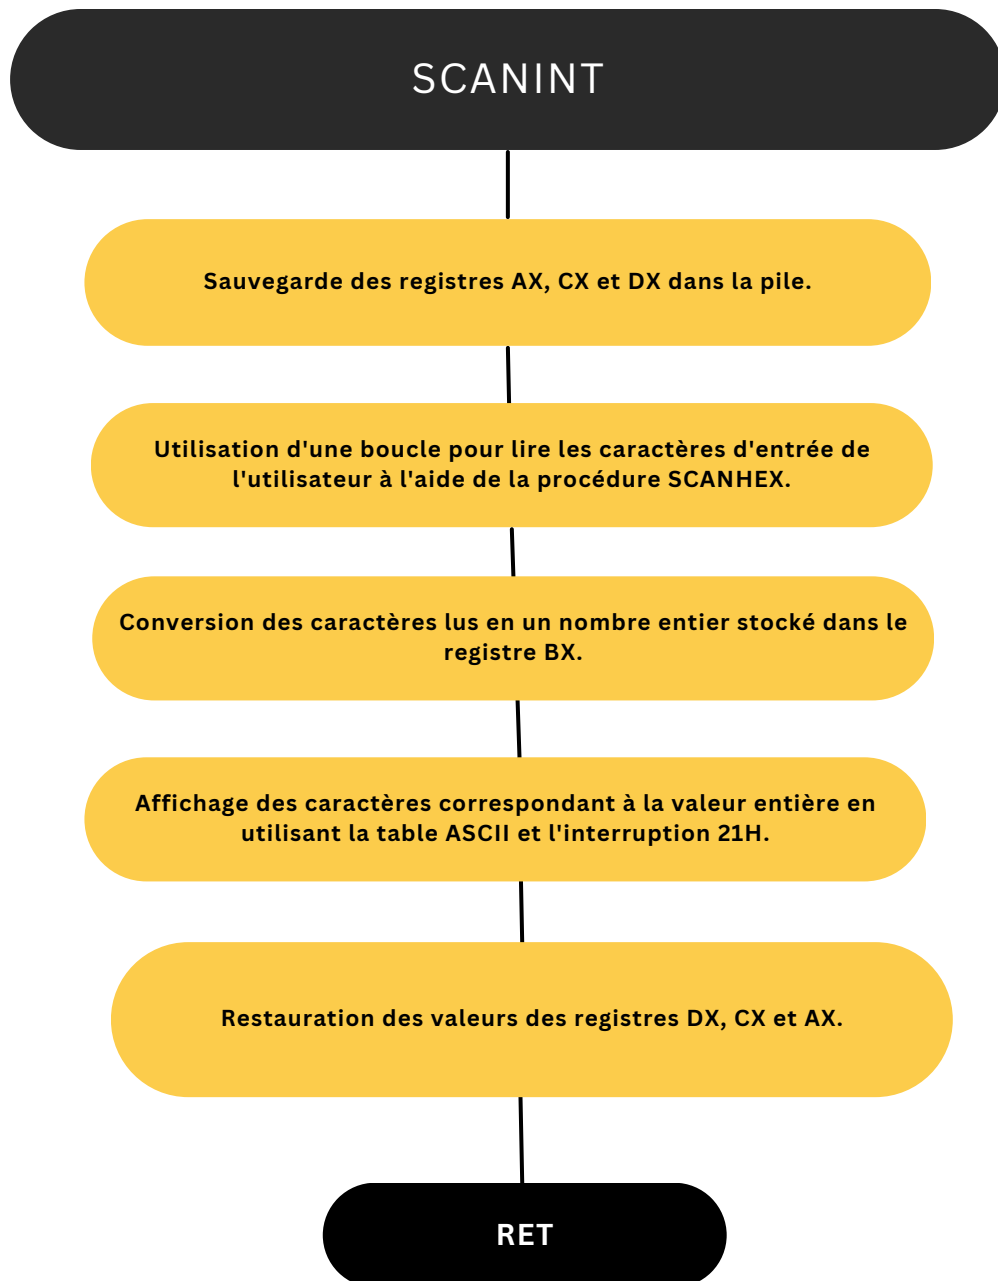 SCANINT
Sauvegarde des registres AX, CX et DX dans la pile.
Utilisation d'une boucle pour lire les caractères d'entrée de
l'utilisateur à l'aide de la procédure SCANHEX.
Conversion des caractères lus en un nombre entier stocké dans le
registre BX.
Affichage des caractères correspondant à la valeur entière en
utilisant la table ASCII et l'interruption 21H.
Restauration des valeurs des registres DX, CX et AX.
RET